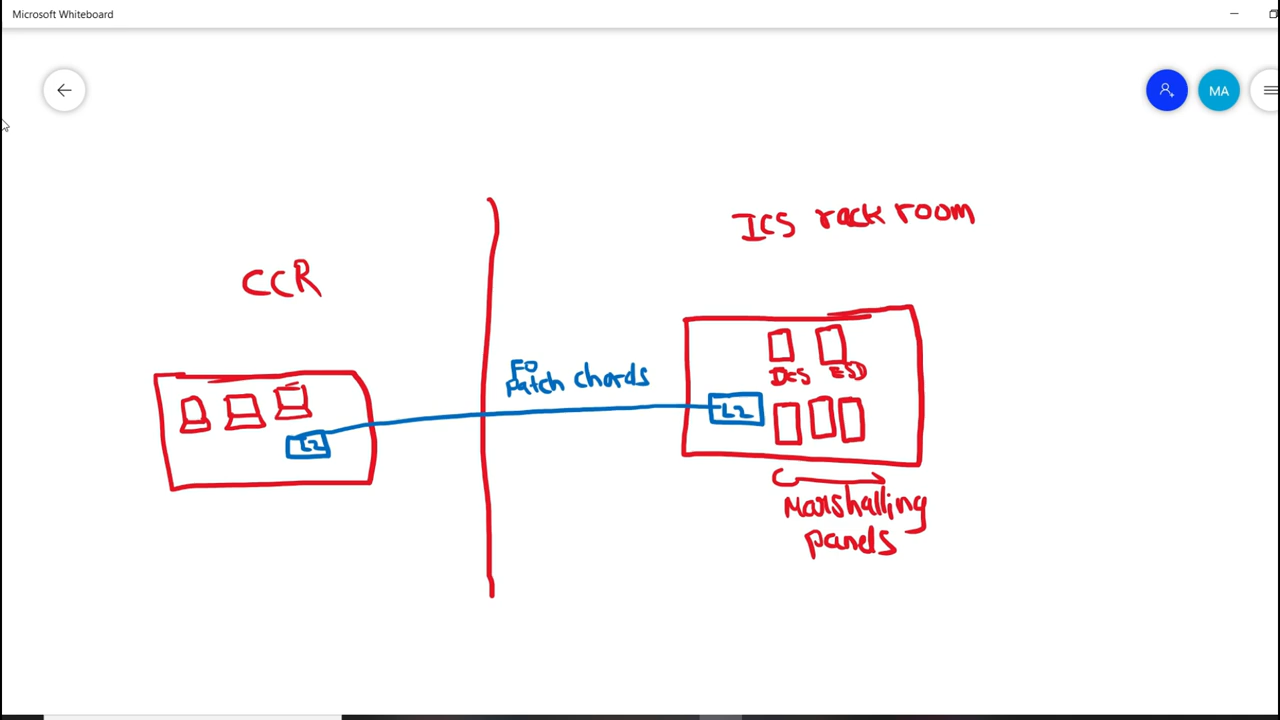 Microsoft Whiteboard
MA
ICS rack room
CCR
FO
Patch chords
DCS ESD
L2
L2
Marshalling
panels